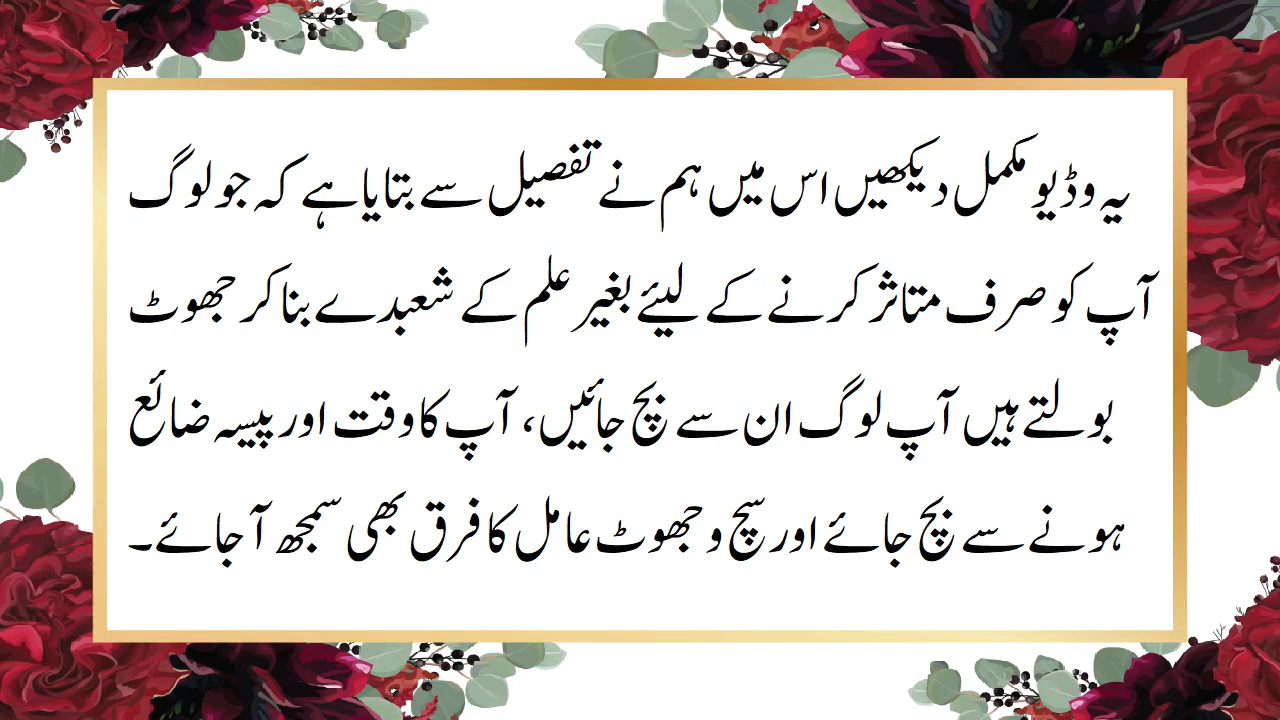 یہ وڈیو مکمل دیکھیں اس میں ہم نے تفصیل سے بتایا ہے کہ جو لوگ
آپ کو صرف متاثر کرنے کے لیئے بغیر علم کے شعبدے بنا کر جھوٹ
بولتے ہیں آپ لوگ ان سے بچ جائیں، آپ کا وقت اور پیسہ ضائع
ہونے سے بچ جائے اور سچ و جھوٹ عامل کا فرق بھی سمجھ آ جائے۔